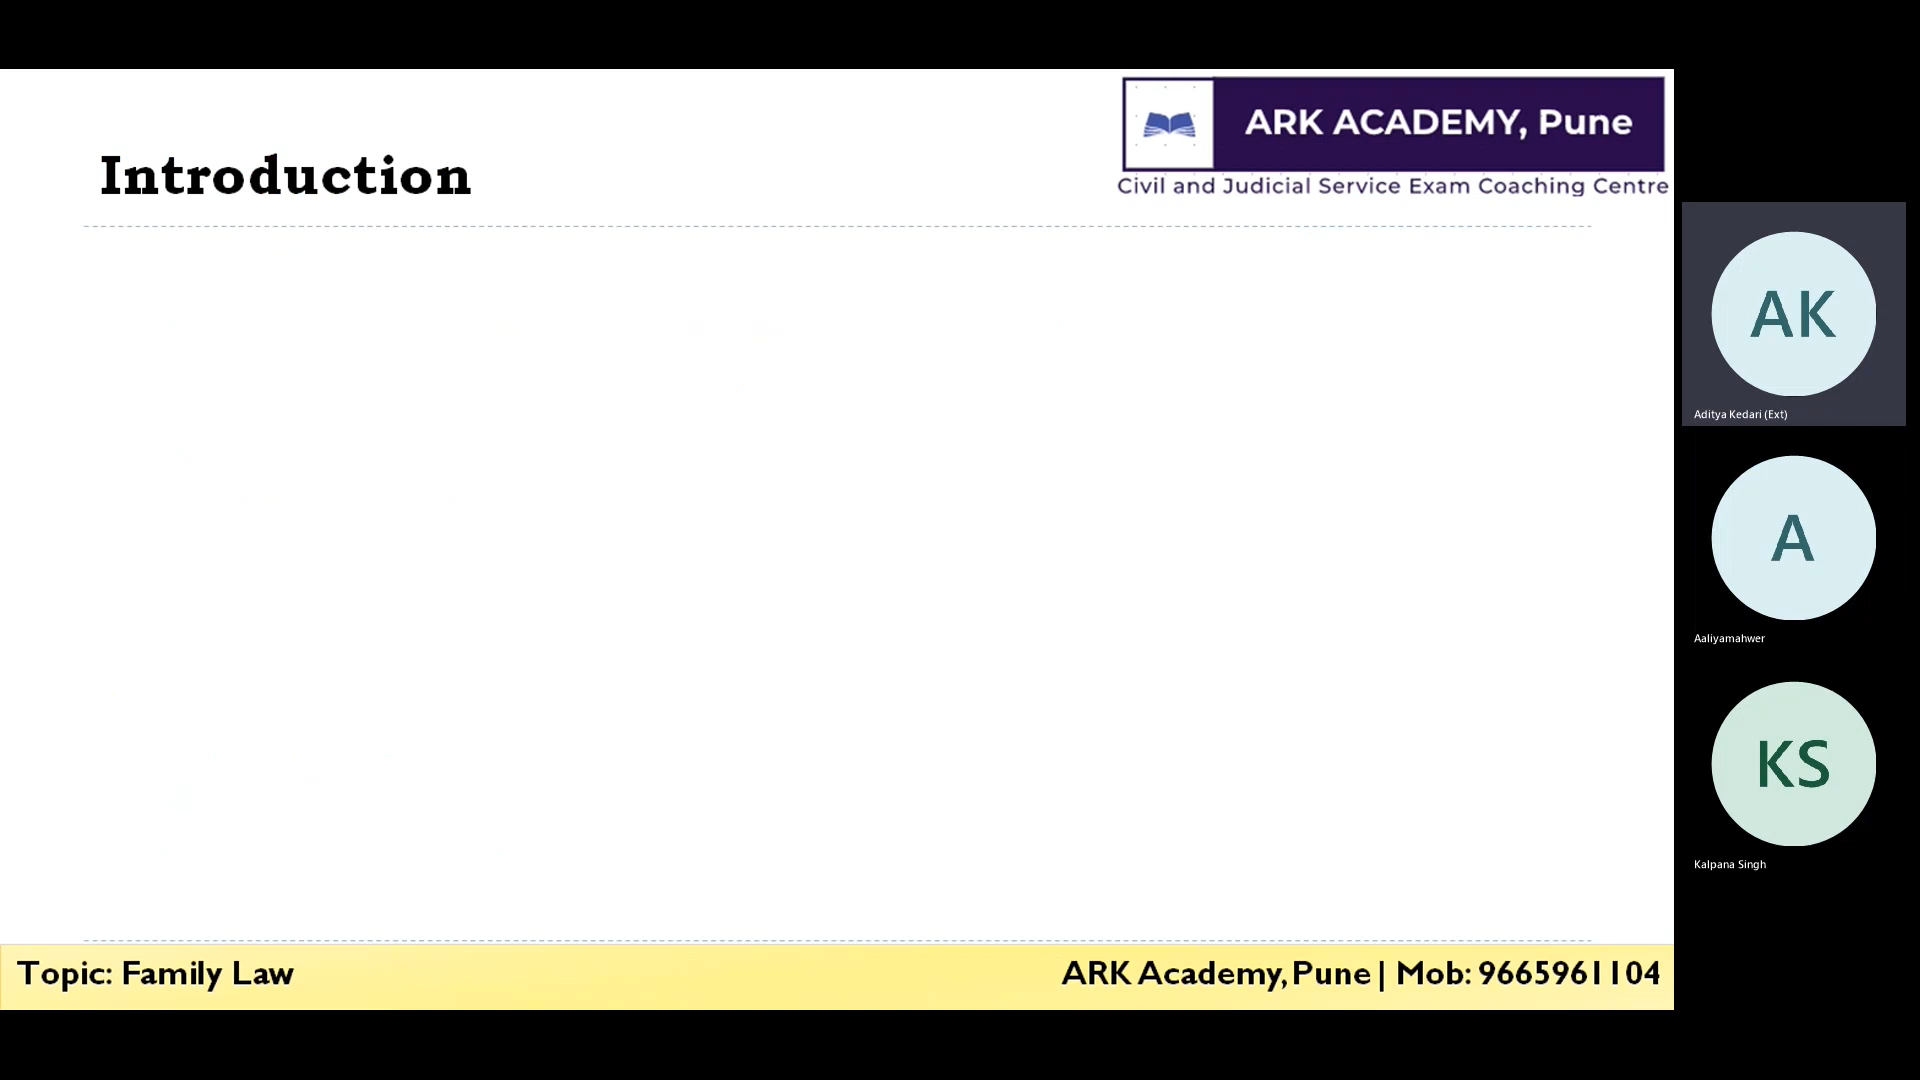 ARK ACADEMY, Pune
Civil and Judicial Service Exam Coaching Centre
Introduction
AK
Aditya Kedari (Ext)
A
Aaliyamahwer
KS
Kalpana Singh
Topic: Family Law
ARK Academy, Pune | Mob: 9665961104